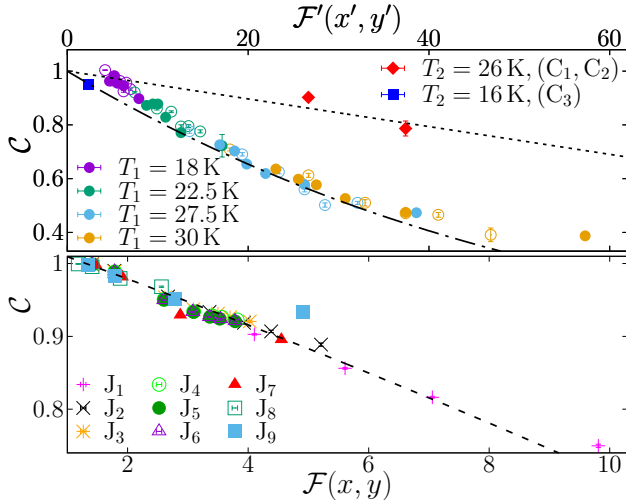 𝓕′(x′, y′)
0 20 40 60
1
0.8
0.6
0.4
𝒞
T₂ = 26 K, (C₁, C₂)
T₂ = 16 K, (C₃)
T₁ = 18 K
T₁ = 22.5 K
T₁ = 27.5 K
T₁ = 30 K
1
0.9
0.8
𝒞
J₁ J₄ J₇
J₂ J₅ J₈
J₃ J₆ J₉
2 4 6 8 10
𝓕(x, y)